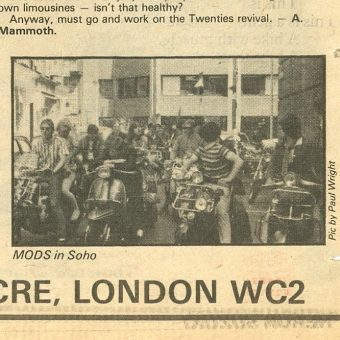 own limousines — isn't that healthy?
Anyway, must go and work on the Twenties revival. — A.
Mammoth.
Pic by Paul Wright
MODS in Soho
CRE, LONDON WC2